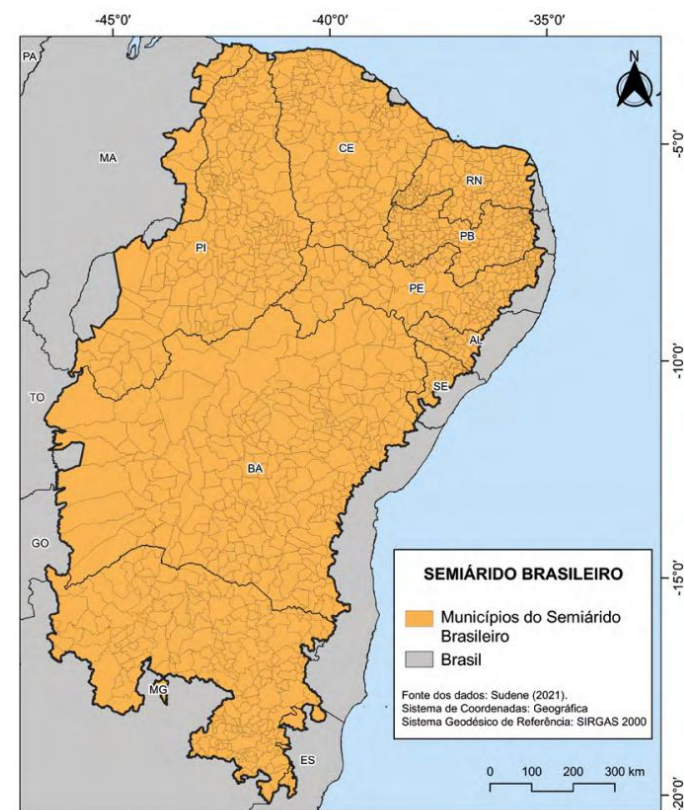 -45°0' -40°0' -35°0'
PA
N
MA
CE
-5°0'
RN
PI
PB
PE
AL
-10°0'
TO
SE
BA
GO
-15°0'
SEMIÁRIDO BRASILEIRO
Municípios do Semiárido
Brasileiro
Brasil
Fonte dos dados: Sudene (2021).
Sistema de Coordenadas: Geográfica
Sistema Geodésico de Referência: SIRGAS 2000
MG
ES
0 100 200 300 km
-20°0'